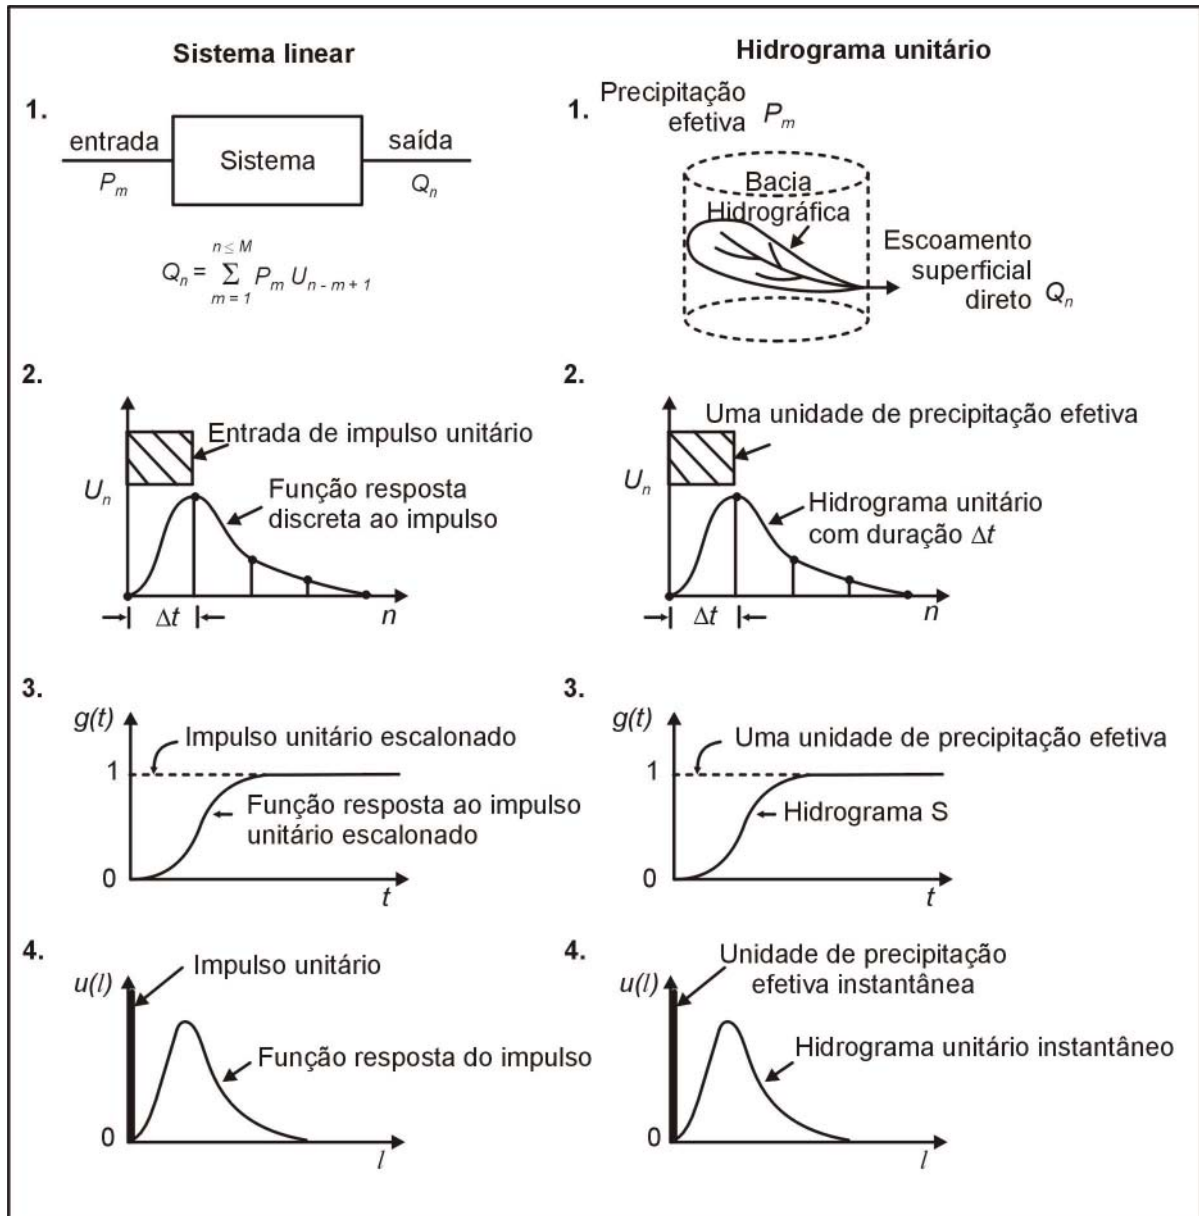 Sistema linear
1.
entrada
P_m
Sistema
saída
Q_n
n ≤ M
Q_n = Σ P_m U_{n - m + 1}
m = 1
2.
Entrada de impulso unitário
U_n
Função resposta
discreta ao impulso
Δt
n
3.
g(t)
Impulso unitário escalonado
1
Função resposta ao impulso
unitário escalonado
0
t
4.
Impulso unitário
u(l)
Função resposta do impulso
0
l
Hidrograma unitário
1.
Precipitação
efetiva P_m
Bacia
Hidrográfica
Escoamento
superficial
direto Q_n
2.
Uma unidade de precipitação efetiva
U_n
Hidrograma unitário
com duração Δt
Δt
n
3.
g(t)
Uma unidade de precipitação efetiva
1
Hidrograma S
0
t
4.
Unidade de precipitação
efetiva instantânea
u(l)
Hidrograma unitário instantâneo
0
l